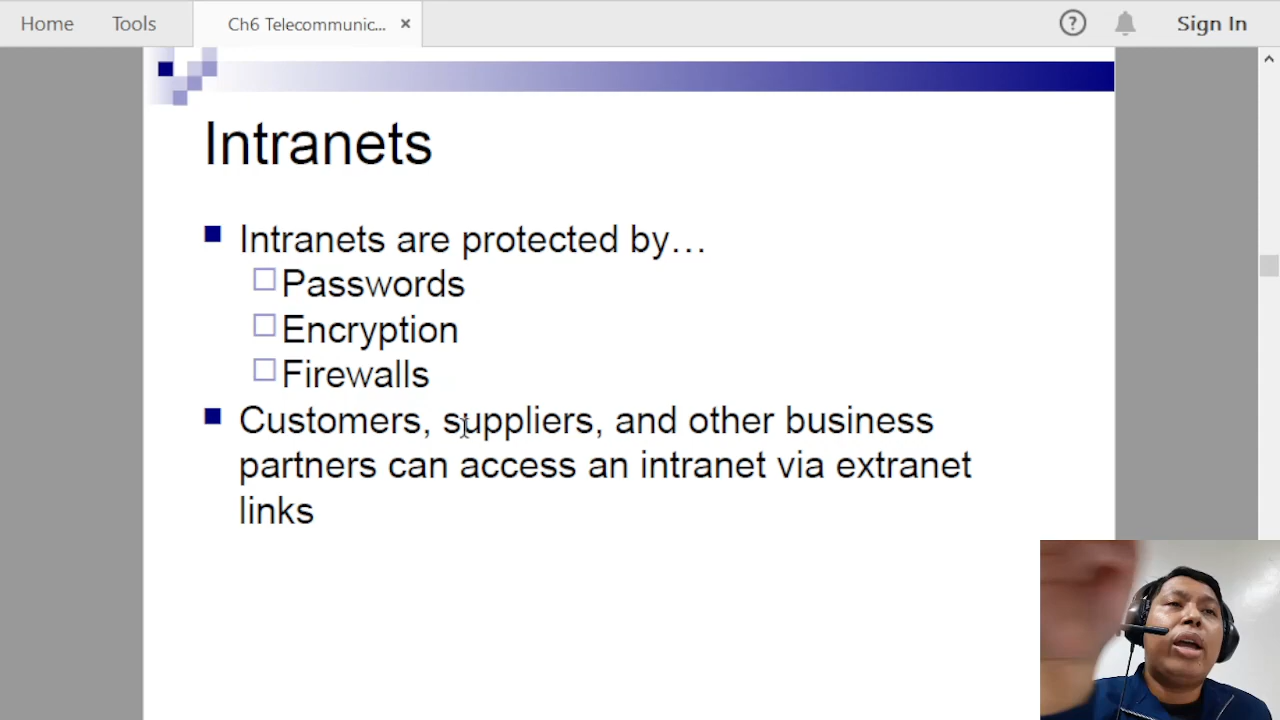 Home Tools Ch6 Telecommunic... × ? Sign In
Intranets
Intranets are protected by…
Passwords
Encryption
Firewalls
Customers, suppliers, and other business
partners can access an intranet via extranet
links